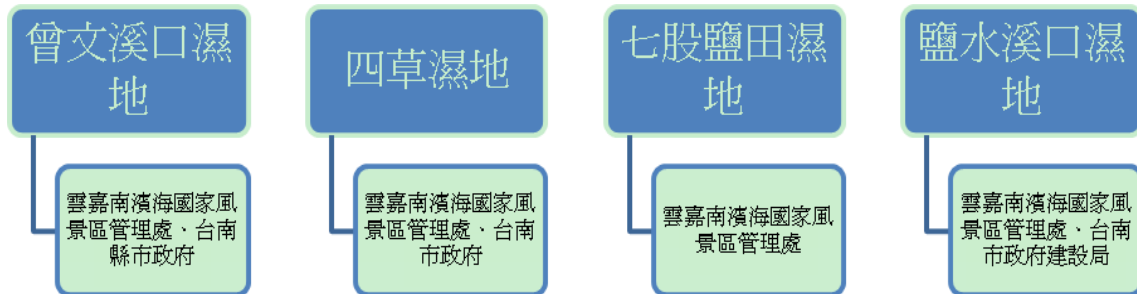 曾文溪口濕
地
雲嘉南濱海國家風
景區管理處、台南
縣市政府
四草濕地
雲嘉南濱海國家風
景區管理處、台南
市政府
七股鹽田濕
地
雲嘉南濱海國家風
景區管理處
鹽水溪口濕
地
雲嘉南濱海國家風
景區管理處、台南
市政府建設局